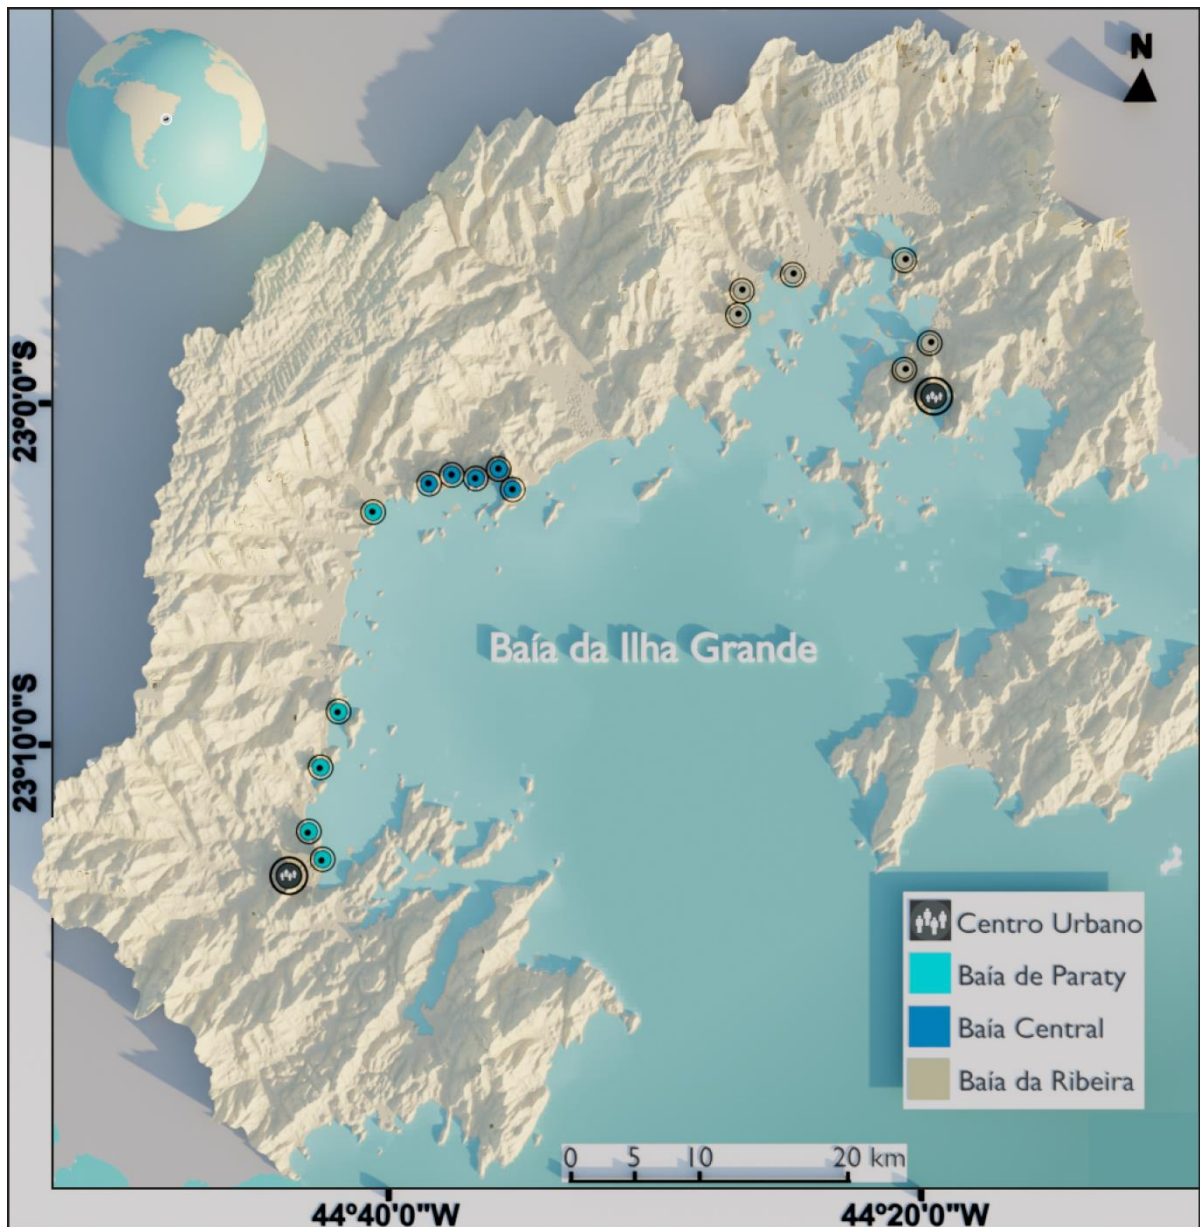 N
23°0'0"S
Baía da Ilha Grande
23°10'0"S
Centro Urbano
Baía de Paraty
Baía Central
Baía da Ribeira
0 5 10 20 km
44°40'0"W 44°20'0"W